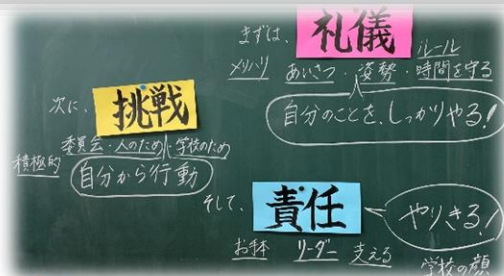 まずは、礼儀
ルール
メリハリ あいさつ・姿勢・時間を守る
自分のことを、しっかりやる!
次に、挑戦
委員会・人のため・学校のため
積極的
自分から行動
そして、責任
やりきる!
お手本 リーダー 支える
学校の顔